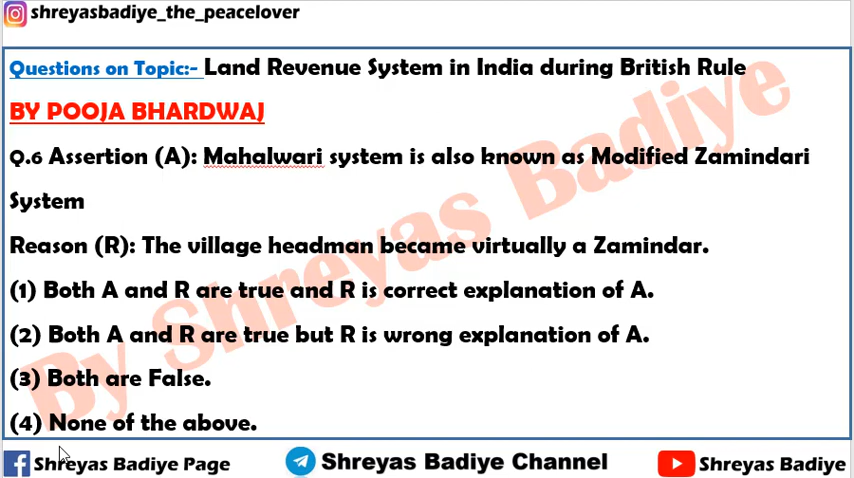 shreyasbadiye_the_peacelover
Questions on Topic:- Land Revenue System in India during British Rule
BY POOJA BHARDWAJ
Q.6 Assertion (A): Mahalwari system is also known as Modified Zamindari
System
Reason (R): The village headman became virtually a Zamindar.
(1) Both A and R are true and R is correct explanation of A.
(2) Both A and R are true but R is wrong explanation of A.
(3) Both are False.
(4) None of the above.
By Shreyas Badiye
Shreyas Badiye Page
Shreyas Badiye Channel
Shreyas Badiye